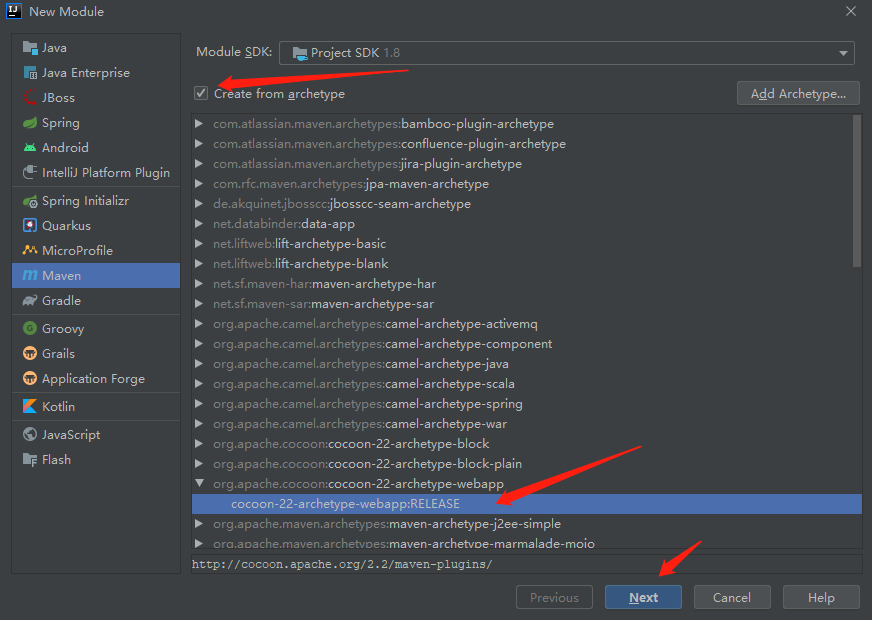 New Module
Java
Java Enterprise
JBoss
Spring
Android
IntelliJ Platform Plugin
Spring Initializr
Quarkus
MicroProfile
Maven
Gradle
Groovy
Grails
Application Forge
Kotlin
JavaScript
Flash
Module SDK: Project SDK 1.8
Create from archetype
Add Archetype...
com.atlassian.maven.archetypes:bamboo-plugin-archetype
com.atlassian.maven.archetypes:confluence-plugin-archetype
com.atlassian.maven.archetypes:jira-plugin-archetype
com.rfc.maven.archetypes:jpa-maven-archetype
de.akquinet.jbosscc:jbosscc-seam-archetype
net.databinder:data-app
net.liftweb:lift-archetype-basic
net.liftweb:lift-archetype-blank
net.sf.maven-har:maven-archetype-har
net.sf.maven-sar:maven-archetype-sar
org.apache.camel.archetypes:camel-archetype-activemq
org.apache.camel.archetypes:camel-archetype-component
org.apache.camel.archetypes:camel-archetype-java
org.apache.camel.archetypes:camel-archetype-scala
org.apache.camel.archetypes:camel-archetype-spring
org.apache.camel.archetypes:camel-archetype-war
org.apache.cocoon:cocoon-22-archetype-block
org.apache.cocoon:cocoon-22-archetype-block-plain
org.apache.cocoon:cocoon-22-archetype-webapp
cocoon-22-archetype-webapp:RELEASE
org.apache.maven.archetypes:maven-archetype-j2ee-simple
org.apache.maven.archetypes:maven-archetype-marmalade-mojo
http://cocoon.apache.org/2.2/maven-plugins/
Previous
Next
Cancel
Help